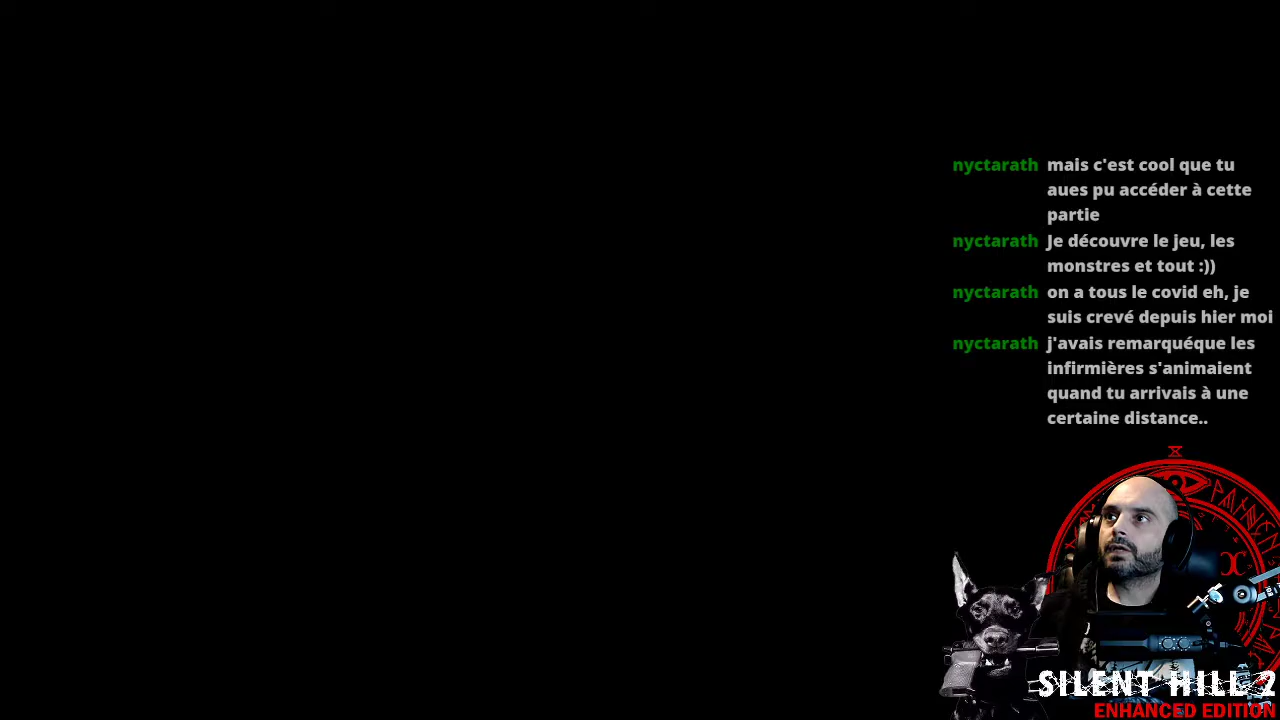 nyctarath mais c'est cool que tu
aues pu accéder à cette
partie
nyctarath Je découvre le jeu, les
monstres et tout :))
nyctarath on a tous le covid eh, je
suis crevé depuis hier moi
nyctarath j'avais remarquéque les
infirmières s'animaient
quand tu arrivais à une
certaine distance..
SILENT HILL 2
ENHANCED EDITION